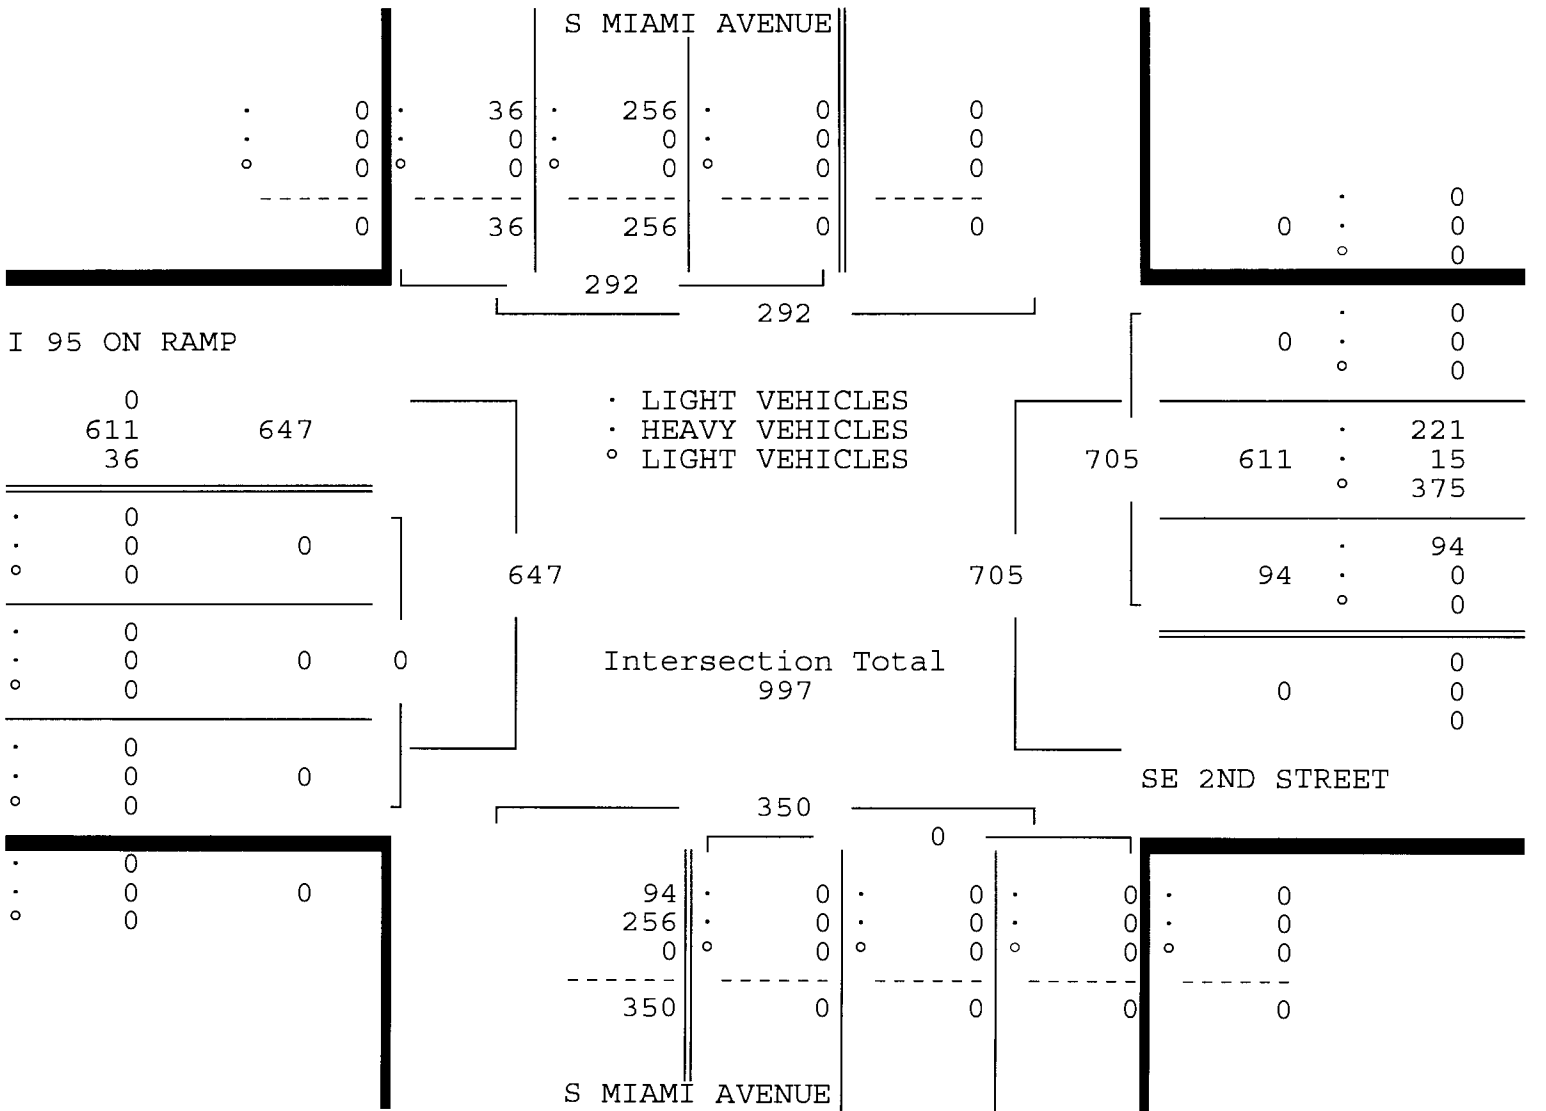 S MIAMI AVENUE
· 0 · 36 · 256 · 0 0
· 0 · 0 · 0 · 0 0
° 0 ° 0 ° 0 ° 0 0
------ ------ ------ ------ ------
0 36 256 0 0
· 0
0 · 0
° 0
292
292
· 0
0 · 0
° 0
I 95 ON RAMP
0
611 647
36
· LIGHT VEHICLES
· HEAVY VEHICLES
° LIGHT VEHICLES
· 221
705 611 · 15
° 375
· 0
· 0 0
° 0
· 94
94 · 0
° 0
647
705
· 0
· 0 0 0
° 0
Intersection Total
997
0
0 0
0
· 0
· 0 0
° 0
SE 2ND STREET
350
0
· 0
· 0 0
° 0
94 · 0 · 0 · 0 · 0
256 · 0 · 0 · 0 · 0
0 ° 0 ° 0 ° 0 ° 0
------ ------ ------ ------ ------
350 0 0 0 0
S MIAMI AVENUE